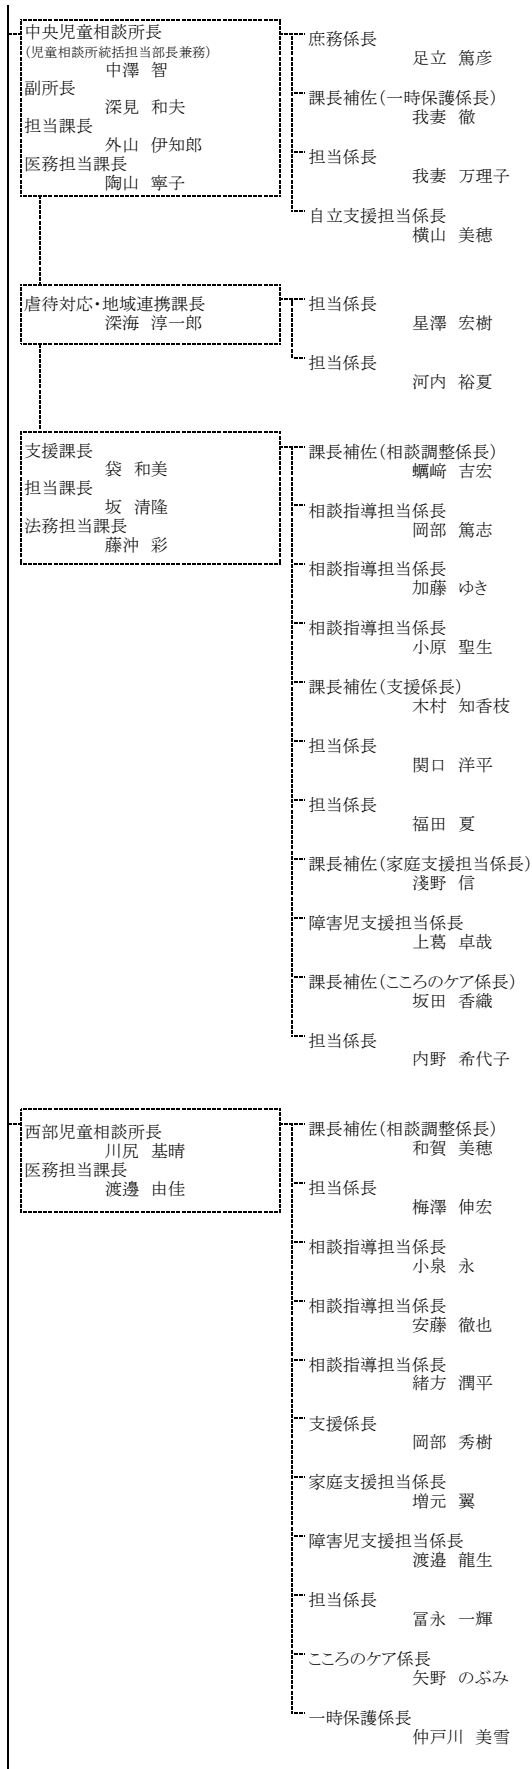 中央児童相談所長
(児童相談所統括担当部長兼務)
中澤 智
副所長
深見 和夫
担当課長
外山 伊知郎
医務担当課長
陶山 寧子
庶務係長
足立 篤彦
課長補佐(一時保護係長)
我妻 徹
担当係長
我妻 万理子
自立支援担当係長
横山 美穂
虐待対応・地域連携課長
深海 淳一郎
担当係長
星澤 宏樹
担当係長
河内 裕夏
支援課長
袋 和美
担当課長
坂 清隆
法務担当課長
藤沖 彩
課長補佐(相談調整係長)
蠣﨑 吉宏
相談指導担当係長
岡部 篤志
相談指導担当係長
加藤 ゆき
相談指導担当係長
小原 聖生
課長補佐(支援係長)
木村 知香枝
担当係長
関口 洋平
担当係長
福田 夏
課長補佐(家庭支援担当係長)
淺野 信
障害児支援担当係長
上葛 卓哉
課長補佐(こころのケア係長)
坂田 香織
担当係長
内野 希代子
西部児童相談所長
川尻 基晴
医務担当課長
渡邊 由佳
課長補佐(相談調整係長)
和賀 美穂
担当係長
梅澤 伸宏
相談指導担当係長
小泉 永
相談指導担当係長
安藤 徹也
相談指導担当係長
緒方 潤平
支援係長
岡部 秀樹
家庭支援担当係長
増元 翼
障害児支援担当係長
渡邉 龍生
担当係長
冨永 一輝
こころのケア係長
矢野 のぶみ
一時保護係長
仲戸川 美雪